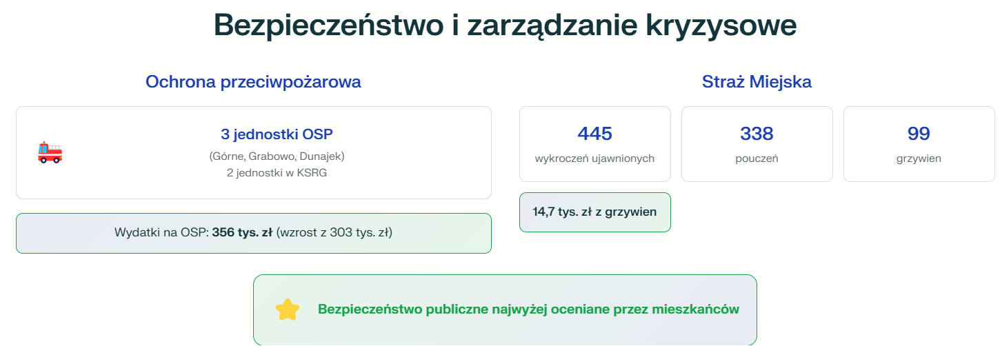 Bezpieczeństwo i zarządzanie kryzysowe
Ochrona przeciwpożarowa
3 jednostki OSP
(Górne, Grabowo, Dunajek)
2 jednostki w KSRG
Wydatki na OSP: 356 tys. zł (wzrost z 303 tys. zł)
Straż Miejska
445
wykroczeń ujawnionych
338
pouczeń
99
grzywien
14,7 tys. zł z grzywien
Bezpieczeństwo publiczne najwyżej oceniane przez mieszkańców